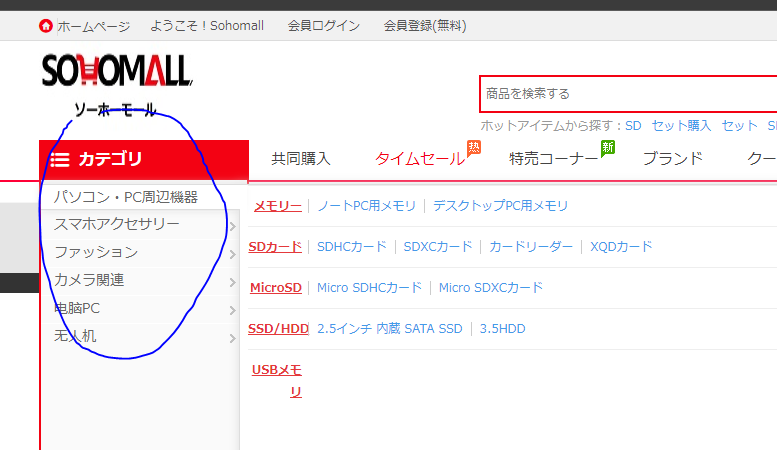 ホームページ ようこそ！Sohomall 会員ログイン 会員登録(無料)
SOHOMALL
ソーホーモール
商品を検索する
ホットアイテムから探す：SD セット購入 セット
カテゴリ 共同購入 タイムセール 热 特売コーナー 新 ブランド クー
パソコン・PC周辺機器
スマホアクセサリー
ファッション
カメラ関連
电脑PC
无人机
メモリー ノートPC用メモリ デスクトップPC用メモリ
SDカード SDHCカード SDXCカード カードリーダー XQDカード
MicroSD Micro SDHCカード Micro SDXCカード
SSD/HDD 2.5インチ 内蔵 SATA SSD 3.5HDD
USBメモ
リ